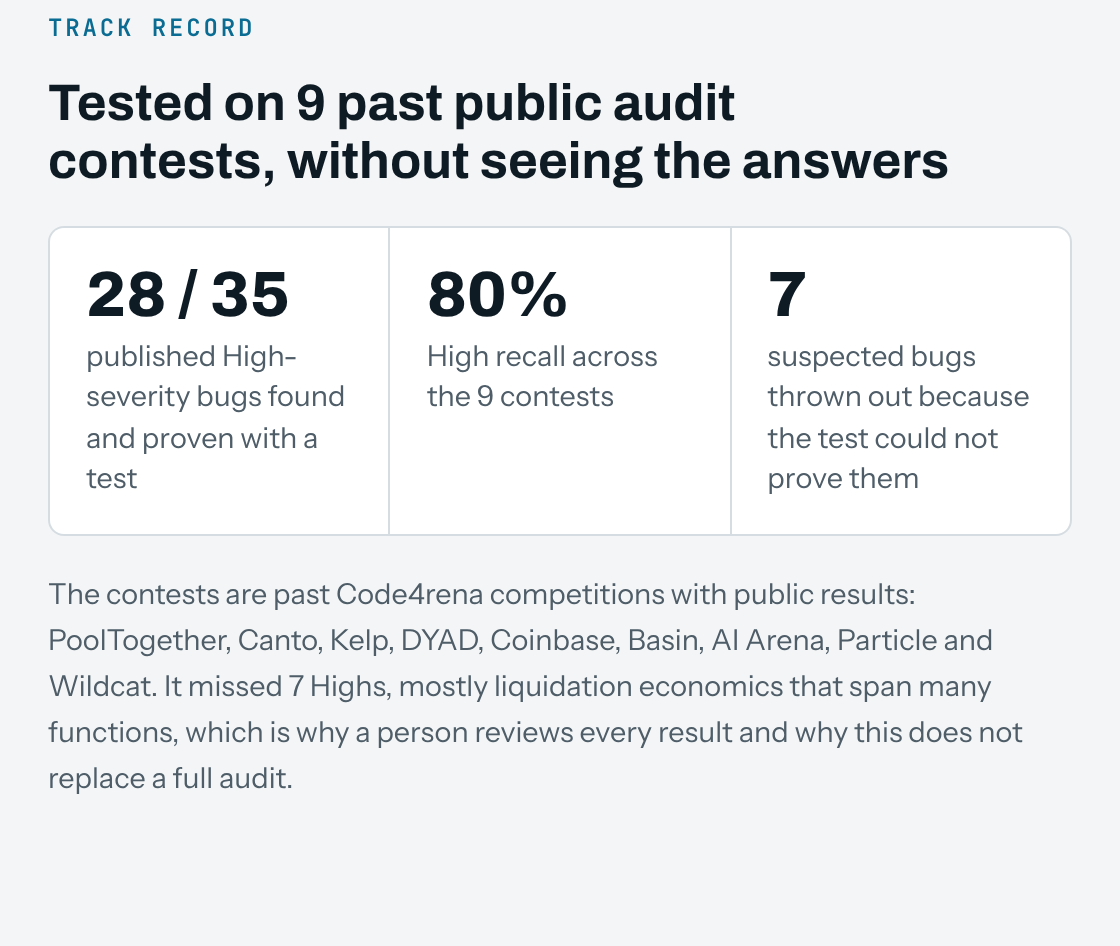 TRACK RECORD
Tested on 9 past public audit
contests, without seeing the answers
28 / 35
published High-
severity bugs found
and proven with a
test
80%
High recall across
the 9 contests
7
suspected bugs
thrown out because
the test could not
prove them
The contests are past Code4rena competitions with public results:
PoolTogether, Canto, Kelp, DYAD, Coinbase, Basin, AI Arena, Particle and
Wildcat. It missed 7 Highs, mostly liquidation economics that span many
functions, which is why a person reviews every result and why this does not
replace a full audit.